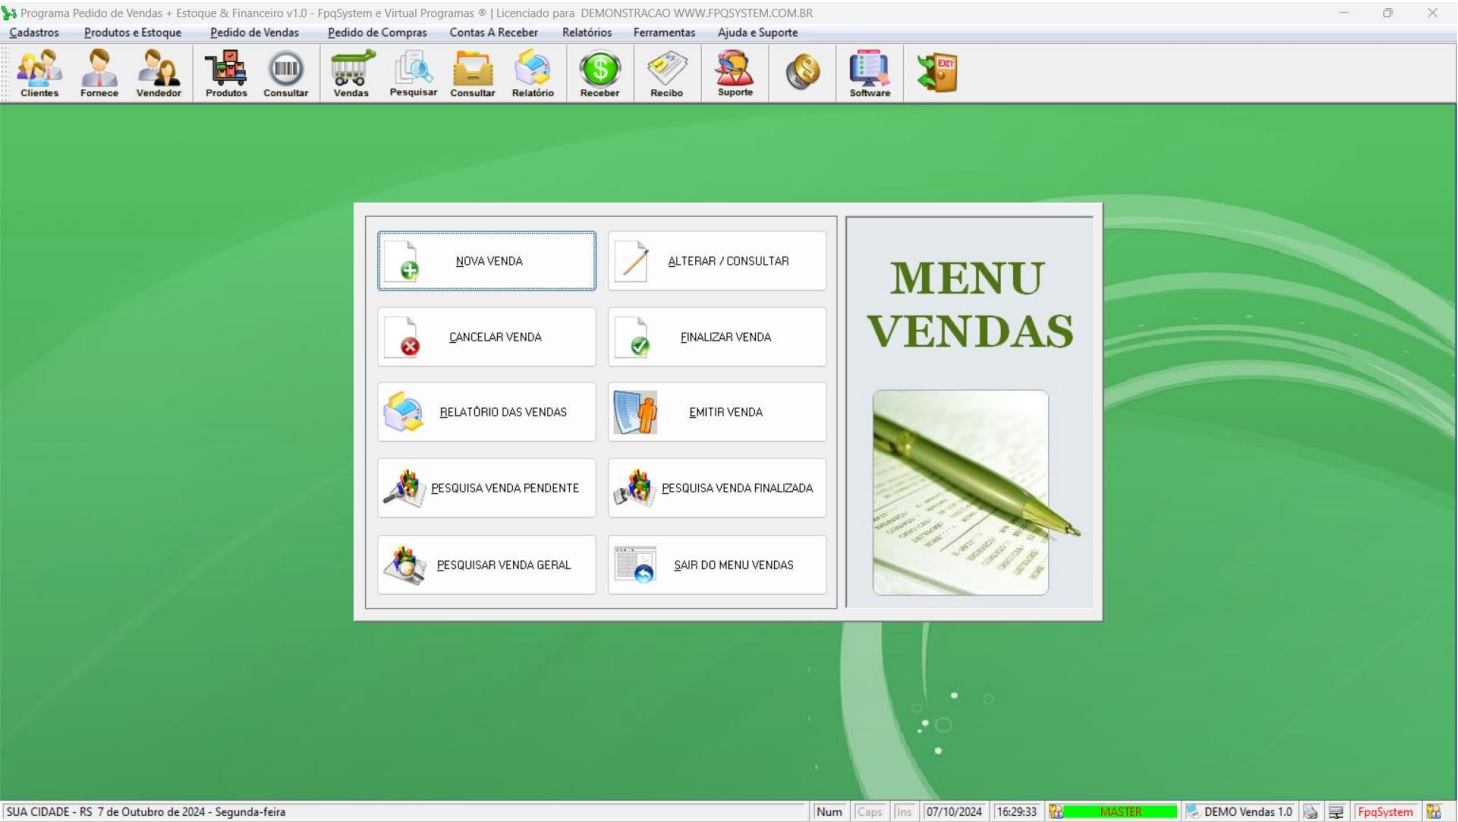 Programa Pedido de Vendas + Estoque & Financeiro v1.0 - FpqSystem e Virtual Programas ® | Licenciado para DEMONSTRACAO WWW.FPQSYSTEM.COM.BR
Cadastros Produtos e Estoque Pedido de Vendas Pedido de Compras Contas A Receber Relatórios Ferramentas Ajuda e Suporte
EXIT
Clientes Fornece Vendedor Produtos Consultar Vendas Pesquisar Consultar Relatório Receber Recibo Suporte Software
NOVA VENDA
ALTERAR / CONSULTAR
CANCELAR VENDA
FINALIZAR VENDA
RELATÓRIO DAS VENDAS
EMITIR VENDA
PESQUISA VENDA PENDENTE
PESQUISA VENDA FINALIZADA
PESQUISAR VENDA GERAL
SAIR DO MENU VENDAS
MENU
VENDAS
SUA CIDADE - RS 7 de Outubro de 2024 - Segunda-feira
Num Caps Ins 07/10/2024 16:29:33 MASTER DEMO Vendas 1.0 FpqSystem